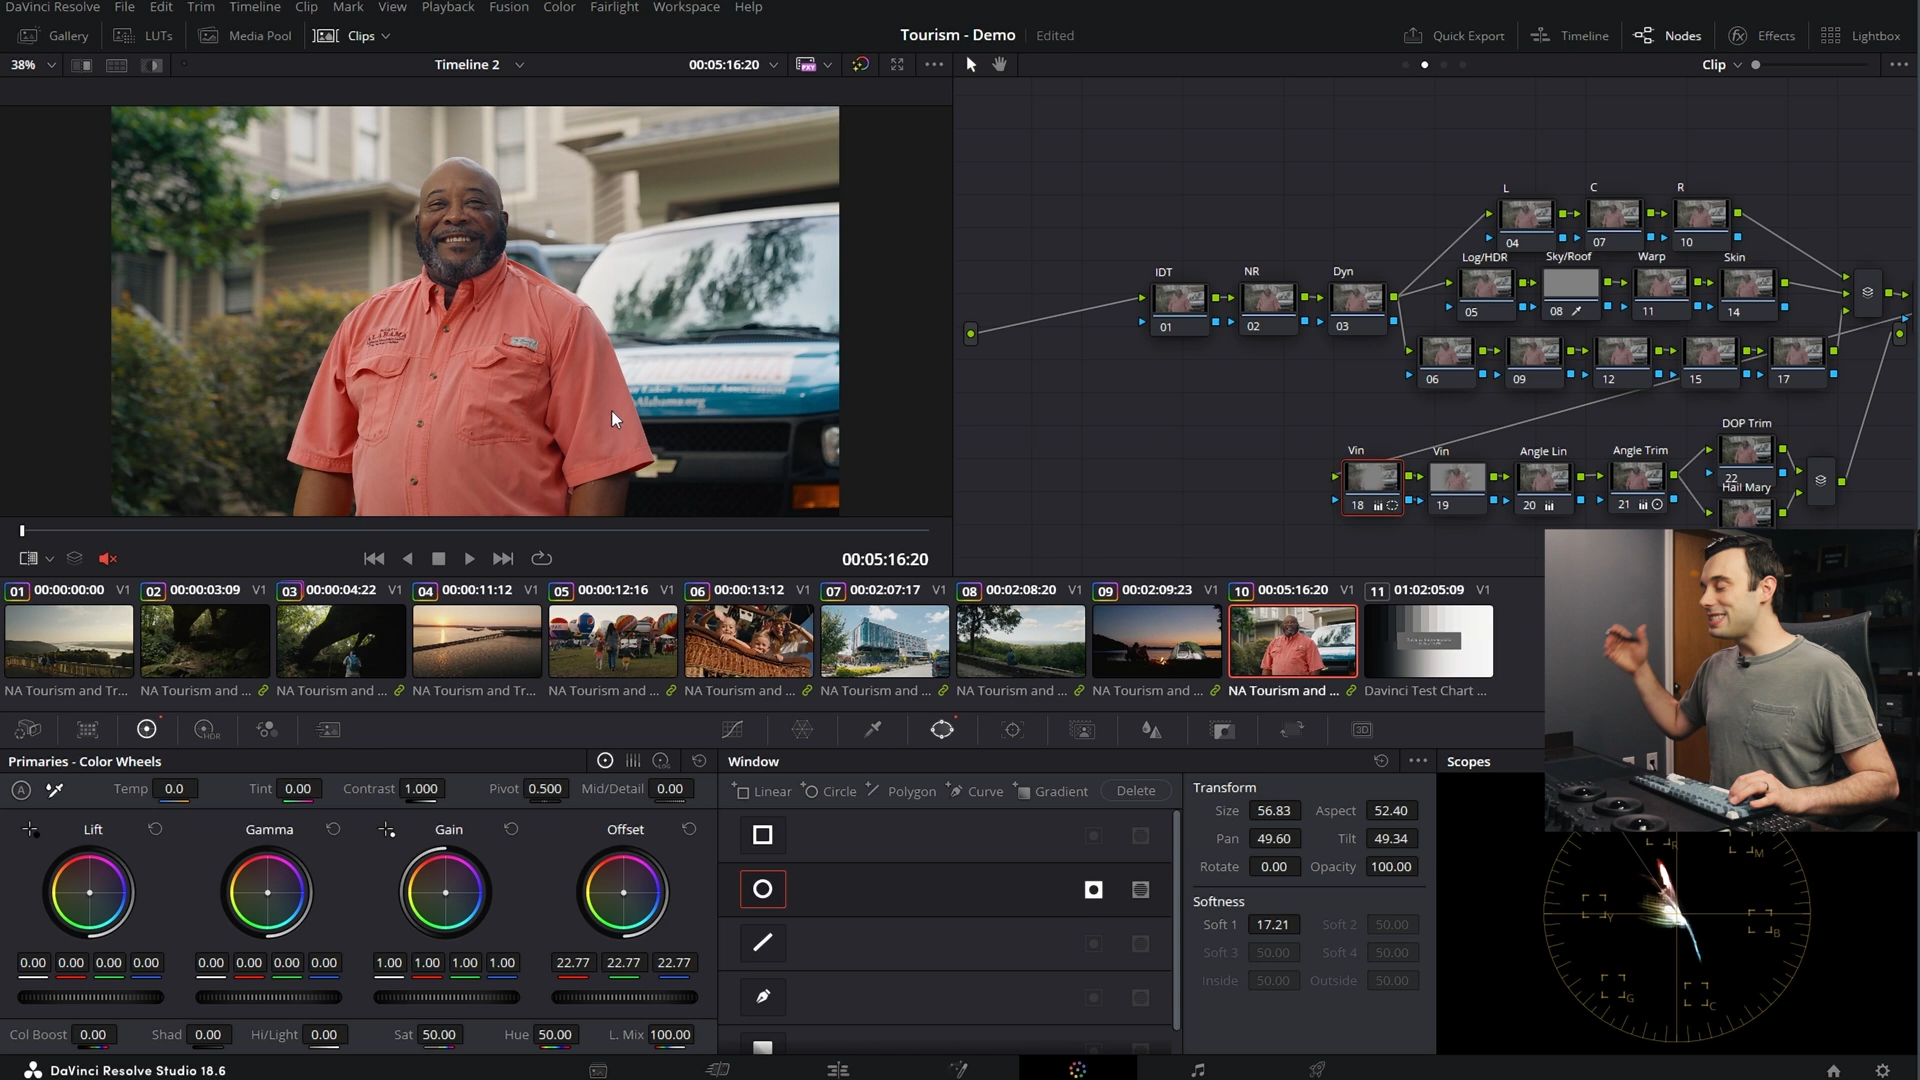 DaVinci Resolve File Edit Trim Timeline Clip Mark View Playback Fusion Color Fairlight Workspace Help
Gallery LUTs Media Pool Clips Tourism - Demo Edited Quick Export Timeline Nodes Effects Lightbox
38% Timeline 2 00:05:16:20 Clip
L C R
04 07 10
Log/HDR Sky/Roof Warp Skin
IDT NR Dyn
05 08 11 14
01 02 03
06 09 12 15 17
DOP Trim
Vin Vin Angle Lin Angle Trim
22
Hail Mary
18 19 20 21
ALABAMA
Alabama.org
00:05:16:20
01 00:00:00:00 V1 02 00:00:03:09 V1 03 00:00:04:22 V1 04 00:00:11:12 V1 05 00:00:12:16 V1 06 00:00:13:12 V1 07 00:02:07:17 V1 08 00:02:08:20 V1 09 00:02:09:23 V1 10 00:05:16:20 V1 11 01:02:05:09 V1
NA Tourism and Tr... NA Tourism and ... NA Tourism and ... NA Tourism and Tr... NA Tourism and ... NA Tourism and ... NA Tourism and ... NA Tourism and ... NA Tourism and ... NA Tourism and ... Davinci Test Chart ...
HDR 3D
Primaries - Color Wheels Window Scopes
A Temp 0.0 Tint 0.00 Contrast 1.000 Pivot 0.500 Mid/Detail 0.00
Linear Circle Polygon Curve Gradient Delete
Transform
Size 56.83 Aspect 52.40
Pan 49.60 Tilt 49.34
Rotate 0.00 Opacity 100.00
Softness
Soft 1 17.21 Soft 2 50.00
Soft 3 50.00 Soft 4 50.00
Inside 50.00 Outside 50.00
Lift Gamma Gain Offset
0.00 0.00 0.00 0.00 0.00 0.00 0.00 0.00 1.00 1.00 1.00 1.00 22.77 22.77 22.77
Col Boost 0.00 Shad 0.00 Hi/Light 0.00 Sat 50.00 Hue 50.00 L. Mix 100.00
R M
Y B
G C
DaVinci Resolve Studio 18.6